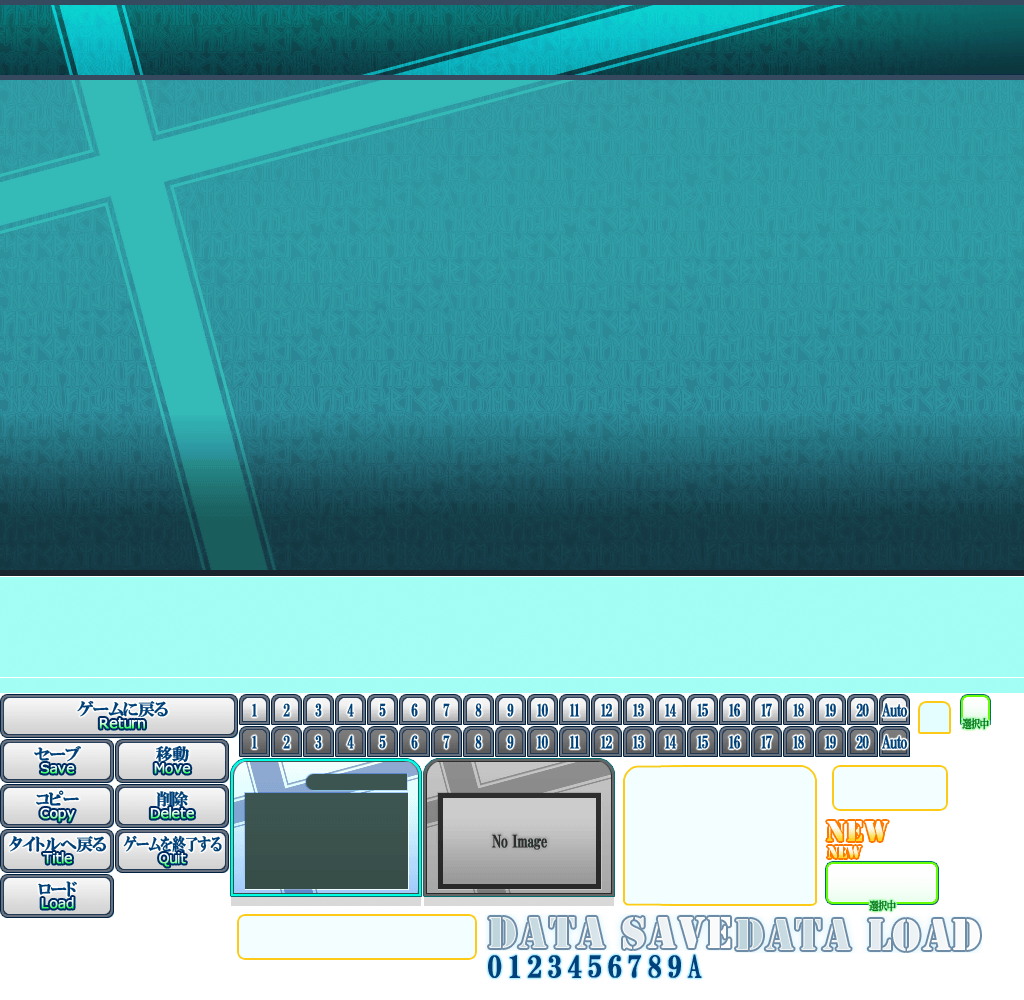 ゲームに戻る
Return
1 2 3 4 5 6 7 8 9 10 11 12 13 14 15 16 17 18 19 20 Auto
選択中
1 2 3 4 5 6 7 8 9 10 11 12 13 14 15 16 17 18 19 20 Auto
セーブ
Save
移動
Move
コピー
Copy
削除
Delete
タイトルへ戻る
Title
ゲームを終了する
Quit
ロード
Load
No Image
NEW
NEW
選択中
DATA SAVE
DATA LOAD
0123456789A